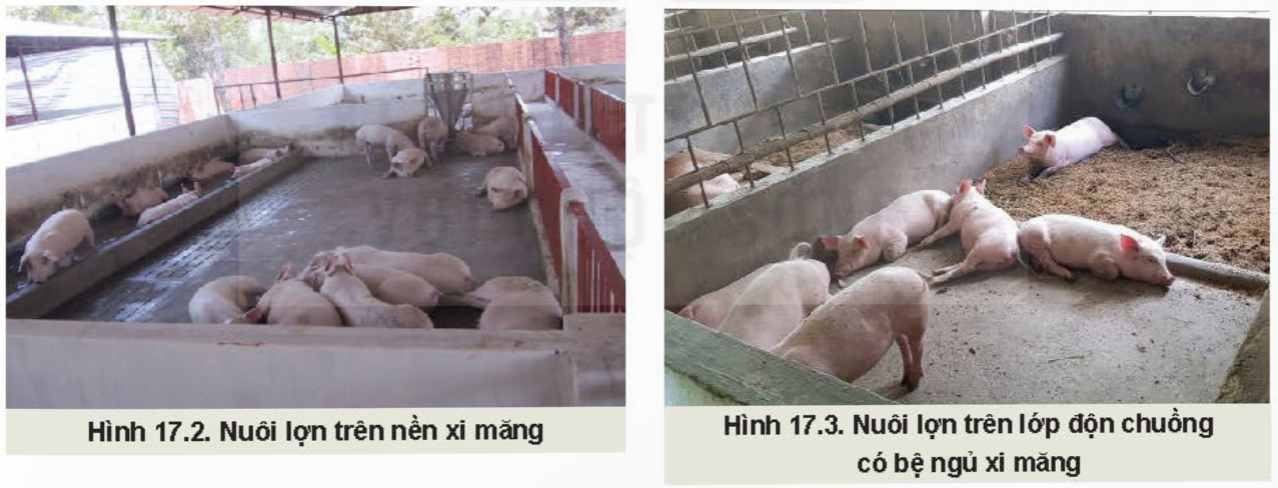 Hình 17.2. Nuôi lợn trên nền xi măng
Hình 17.3. Nuôi lợn trên lớp độn chuồng
có bệ ngủ xi măng